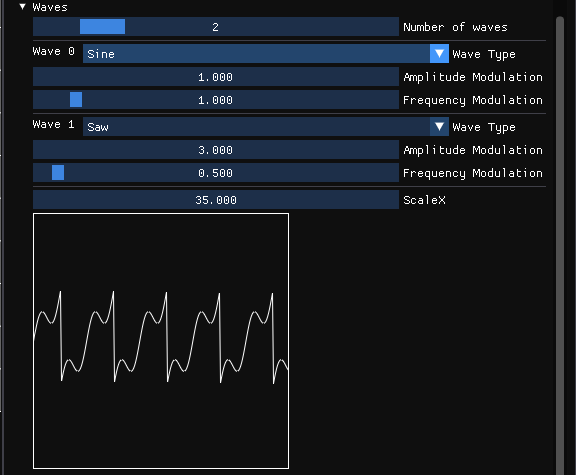 Waves
2 Number of waves
Wave 0 Sine Wave Type
1.000 Amplitude Modulation
1.000 Frequency Modulation
Wave 1 Saw Wave Type
3.000 Amplitude Modulation
0.500 Frequency Modulation
35.000 ScaleX